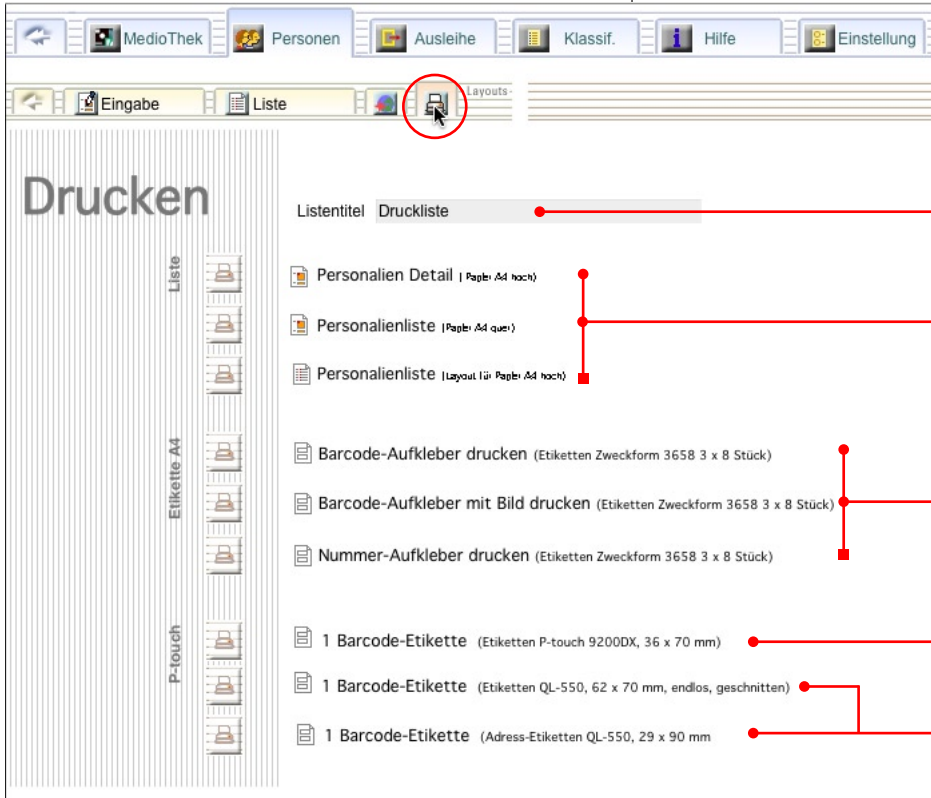 MedioThek Personen Ausleihe Klassif. Hilfe Einstellung
Eingabe Liste Layouts-
Drucken
Listentitel Druckliste
Liste
Personalien Detail (Papier A4 hoch)
Personalienliste (Papier A4 quer)
Personalienliste (Layout für Papier A4 hoch)
Etikette A4
Barcode-Aufkleber drucken (Etiketten Zweckform 3658 3 x 8 Stück)
Barcode-Aufkleber mit Bild drucken (Etiketten Zweckform 3658 3 x 8 Stück)
Nummer-Aufkleber drucken (Etiketten Zweckform 3658 3 x 8 Stück)
P-touch
1 Barcode-Etikette (Etiketten P-touch 9200DX, 36 x 70 mm)
1 Barcode-Etikette (Etiketten QL-550, 62 x 70 mm, endlos, geschnitten)
1 Barcode-Etikette (Adress-Etiketten QL-550, 29 x 90 mm